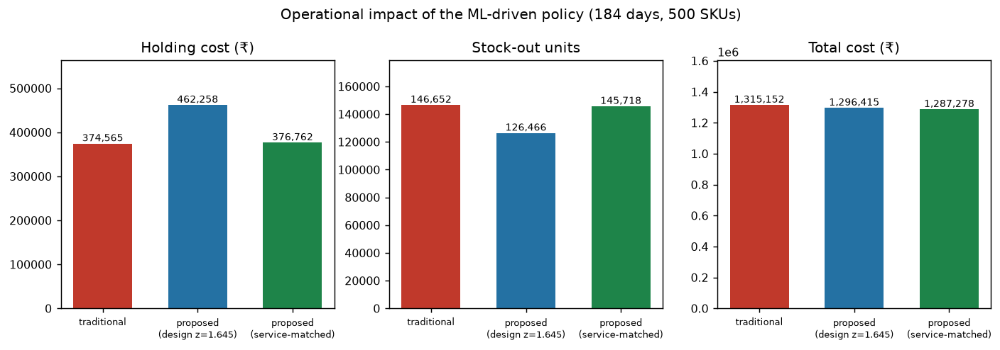 Operational impact of the ML-driven policy (184 days, 500 SKUs)
Holding cost (₹)
500000
400000
300000
200000
100000
0
374,565
462,258
376,762
traditional
proposed
(design z=1.645)
proposed
(service-matched)
Stock-out units
160000
140000
120000
100000
80000
60000
40000
20000
0
146,652
126,466
145,718
traditional
proposed
(design z=1.645)
proposed
(service-matched)
Total cost (₹)
1e6
1.6
1.4
1.2
1.0
0.8
0.6
0.4
0.2
0.0
1,315,152
1,296,415
1,287,278
traditional
proposed
(design z=1.645)
proposed
(service-matched)